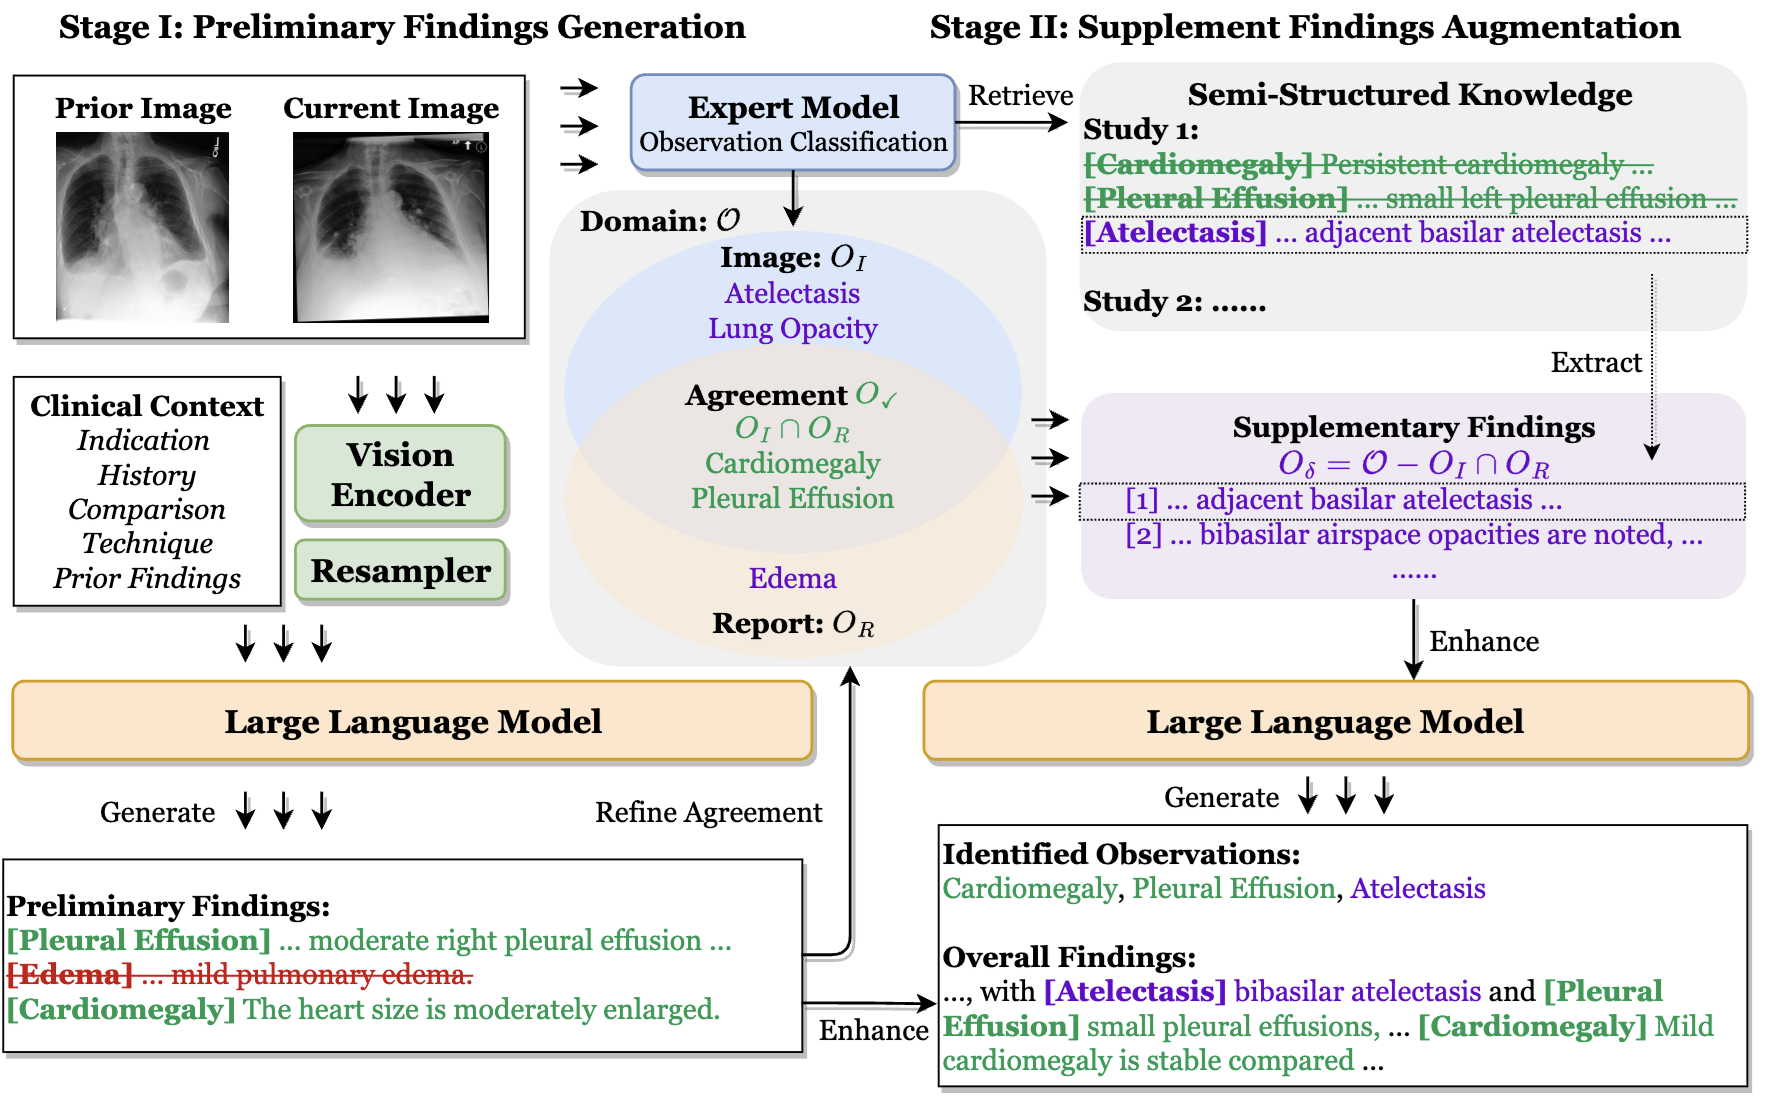 Stage I: Preliminary Findings Generation
Prior Image
Current Image
AP
Clinical Context
Indication
History
Comparison
Technique
Prior Findings
Vision
Encoder
Resampler
Large Language Model
Generate
Preliminary Findings:
[Pleural Effusion] ... moderate right pleural effusion ...
[Edema] ... mild pulmonary edema.
[Cardiomegaly] The heart size is moderately enlarged.
Refine Agreement
Enhance
Expert Model
Observation Classification
Domain: 𝒪
Image: O_I
Atelectasis
Lung Opacity
Agreement O_✓
O_I ∩ O_R
Cardiomegaly
Pleural Effusion
Edema
Report: O_R
Stage II: Supplement Findings Augmentation
Retrieve
Semi-Structured Knowledge
Study 1:
[Cardiomegaly] Persistent cardiomegaly ...
[Pleural Effusion] ... small left pleural effusion ...
[Atelectasis] ... adjacent basilar atelectasis ...
Study 2: ......
Extract
Supplementary Findings
O_δ = 𝒪 − O_I ∩ O_R
[1] ... adjacent basilar atelectasis ...
[2] ... bibasilar airspace opacities are noted, ...
......
Enhance
Large Language Model
Generate
Identified Observations:
Cardiomegaly, Pleural Effusion, Atelectasis
Overall Findings:
..., with [Atelectasis] bibasilar atelectasis and [Pleural
Effusion] small pleural effusions, ... [Cardiomegaly] Mild
cardiomegaly is stable compared ...